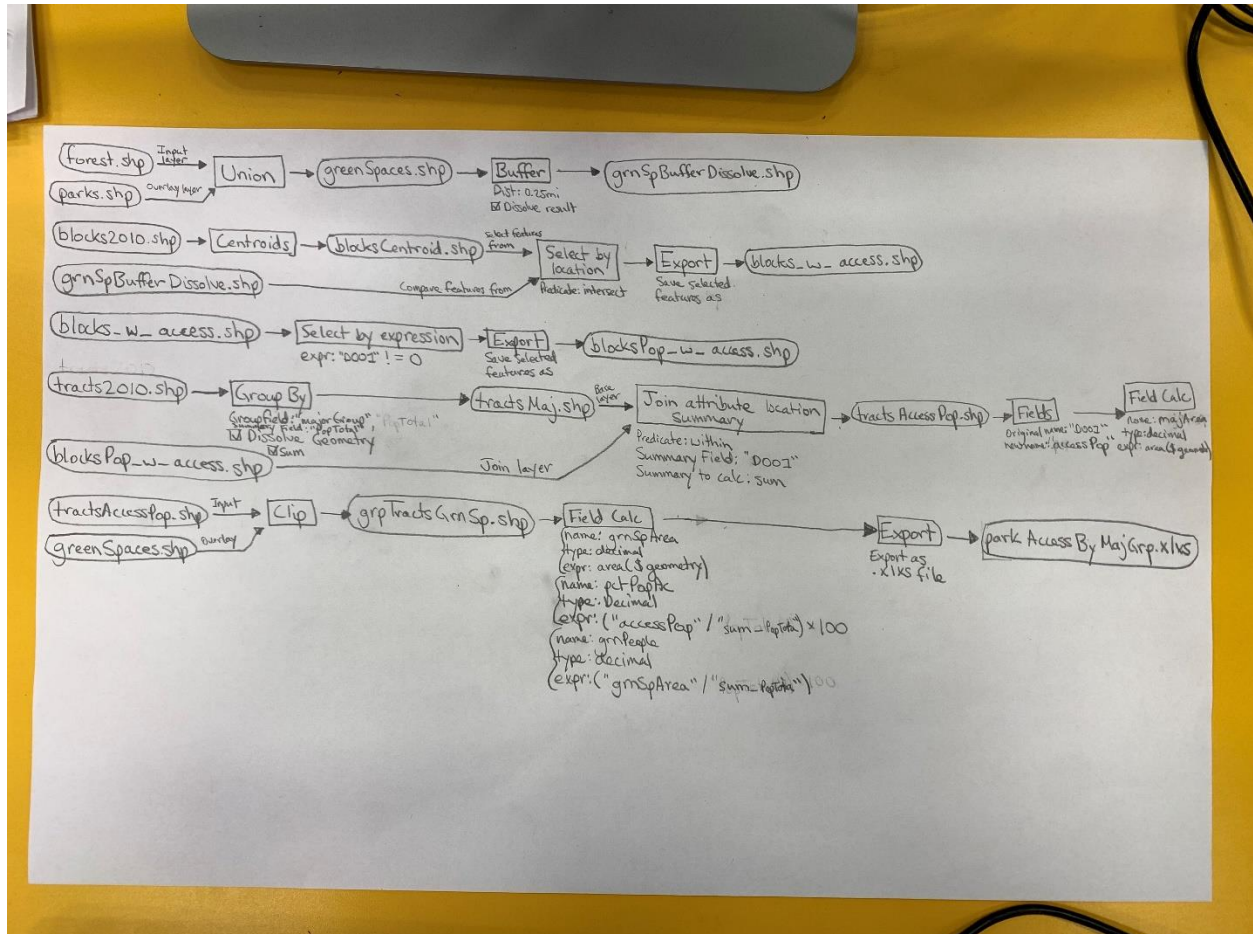 forest.shp Input layer Union greenSpaces.shp Buffer grnSpBufferDissolve.shp
parks.shp Overlay layer
Dist: 0.25mi
☑ Dissolve result
blocks2010.shp Centroids blocksCentroid.shp select features from Select by location Export blocks_w_access.shp
grnSpBufferDissolve.shp Compare features from Predicate: intersect
Save selected features as
blocks_w_access.shp Select by expression Export blocksPop_w_access.shp
expr: "D001" != 0
Save selected features as
tracts2010.shp Group By tractsMaj.shp Base layer Join attribute location Summary tractsAccessPop.shp Fields Field Calc
Groupfield: "majorGroup", "PopTotal"
Summary Field: "PopTotal",
☑ Dissolve Geometry
☑ Sum
Predicate: within
Summary Field: "D001"
Summary to calc: sum
Original name: "D001"
newname: "accessPop"
name: majArea
type: decimal
expr: area($geometry)
blocksPop_w_access.shp Join layer
tractsAccessPop.shp Input Clip grpTractsGrnSp.shp Field Calc Export parkAccessByMajGrp.xlxs
greenSpaces.shp Overlay
name: grnSpArea
type: decimal
expr: area($geometry)
name: pctPopAc
type: Decimal
expr: ("accessPop" / "sum_PopTota") × 100
name: grnPeople
type: decimal
expr: ("grnSpArea" / "sum_PopTota")
Export as
.xlxs file